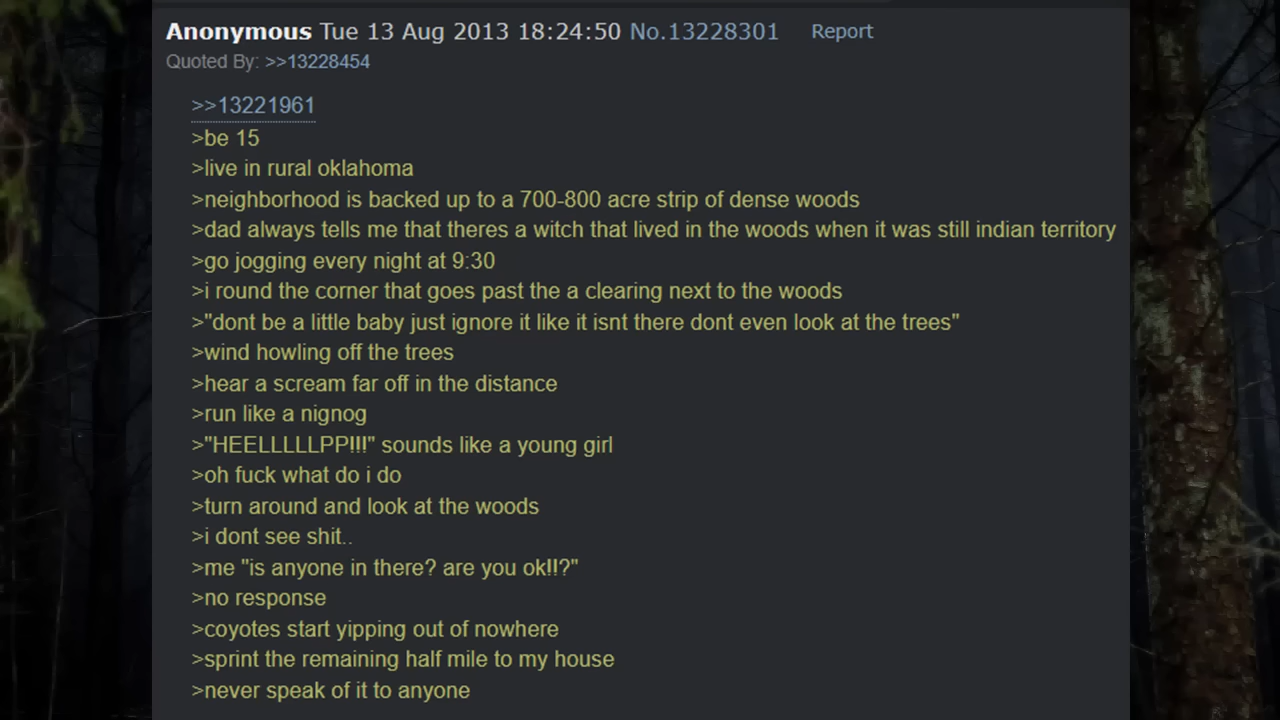 Anonymous Tue 13 Aug 2013 18:24:50 No.13228301 Report
Quoted By: >>13228454
>>13221961
>be 15
>live in rural oklahoma
>neighborhood is backed up to a 700-800 acre strip of dense woods
>dad always tells me that theres a witch that lived in the woods when it was still indian territory
>go jogging every night at 9:30
>i round the corner that goes past the a clearing next to the woods
>"dont be a little baby just ignore it like it isnt there dont even look at the trees"
>wind howling off the trees
>hear a scream far off in the distance
>run like a nignog
>"HEELLLLLPP!!!" sounds like a young girl
>oh fuck what do i do
>turn around and look at the woods
>i dont see shit..
>me "is anyone in there? are you ok!!?"
>no response
>coyotes start yipping out of nowhere
>sprint the remaining half mile to my house
>never speak of it to anyone